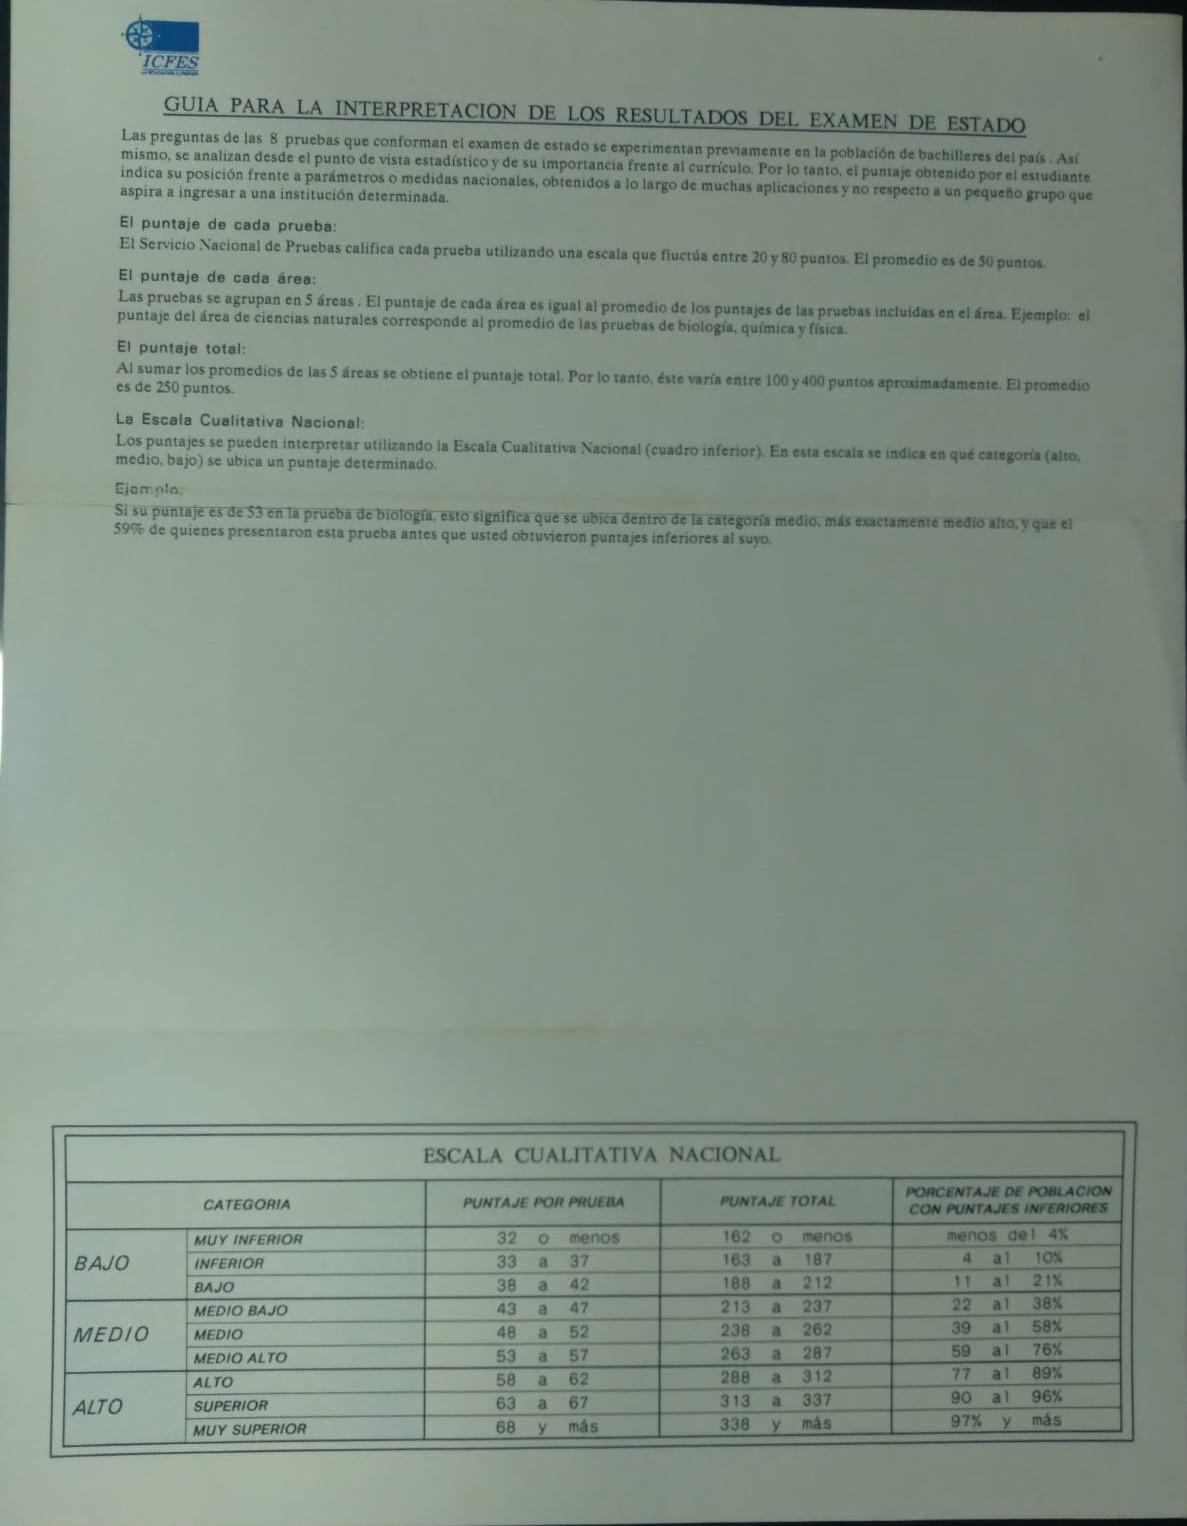 ICFES
GUIA PARA LA INTERPRETACION DE LOS RESULTADOS DEL EXAMEN DE ESTADO
Las preguntas de las 8 pruebas que conforman el examen de estado se experimentan previamente en la población de bachilleres del país . Así
mismo, se analizan desde el punto de vista estadístico y de su importancia frente al currículo. Por lo tanto, el puntaje obtenido por el estudiante
indica su posición frente a parámetros o medidas nacionales, obtenidos a lo largo de muchas aplicaciones y no respecto a un pequeño grupo que
aspira a ingresar a una institución determinada.
El puntaje de cada prueba:
El Servicio Nacional de Pruebas califica cada prueba utilizando una escala que fluctúa entre 20 y 80 puntos. El promedio es de 50 puntos.
El puntaje de cada área:
Las pruebas se agrupan en 5 áreas . El puntaje de cada área es igual al promedio de los puntajes de las pruebas incluidas en el área. Ejemplo: el
puntaje del área de ciencias naturales corresponde al promedio de las pruebas de biología, química y física.
El puntaje total:
Al sumar los promedios de las 5 áreas se obtiene el puntaje total. Por lo tanto, éste varía entre 100 y 400 puntos aproximadamente. El promedio
es de 250 puntos.
La Escala Cualitativa Nacional:
Los puntajes se pueden interpretar utilizando la Escala Cualitativa Nacional (cuadro inferior). En esta escala se indica en qué categoría (alto,
medio, bajo) se ubica un puntaje determinado.
Ejemplo:
Si su puntaje es de 53 en la prueba de biología, esto significa que se ubica dentro de la categoría medio, más exactamente medio alto, y que el
59% de quienes presentaron esta prueba antes que usted obtuvieron puntajes inferiores al suyo.
ESCALA CUALITATIVA NACIONAL
CATEGORIA PUNTAJE POR PRUEBA PUNTAJE TOTAL PORCENTAJE DE POBLACION CON PUNTAJES INFERIORES
BAJO
MUY INFERIOR 32 o menos 162 o menos menos del 4%
INFERIOR 33 a 37 163 a 187 4 al 10%
BAJO 38 a 42 188 a 212 11 al 21%
MEDIO
MEDIO BAJO 43 a 47 213 a 237 22 al 38%
MEDIO 48 a 52 238 a 262 39 al 58%
MEDIO ALTO 53 a 57 263 a 287 59 al 76%
ALTO
ALTO 58 a 62 288 a 312 77 al 89%
SUPERIOR 63 a 67 313 a 337 90 al 96%
MUY SUPERIOR 68 y más 338 y más 97% y más